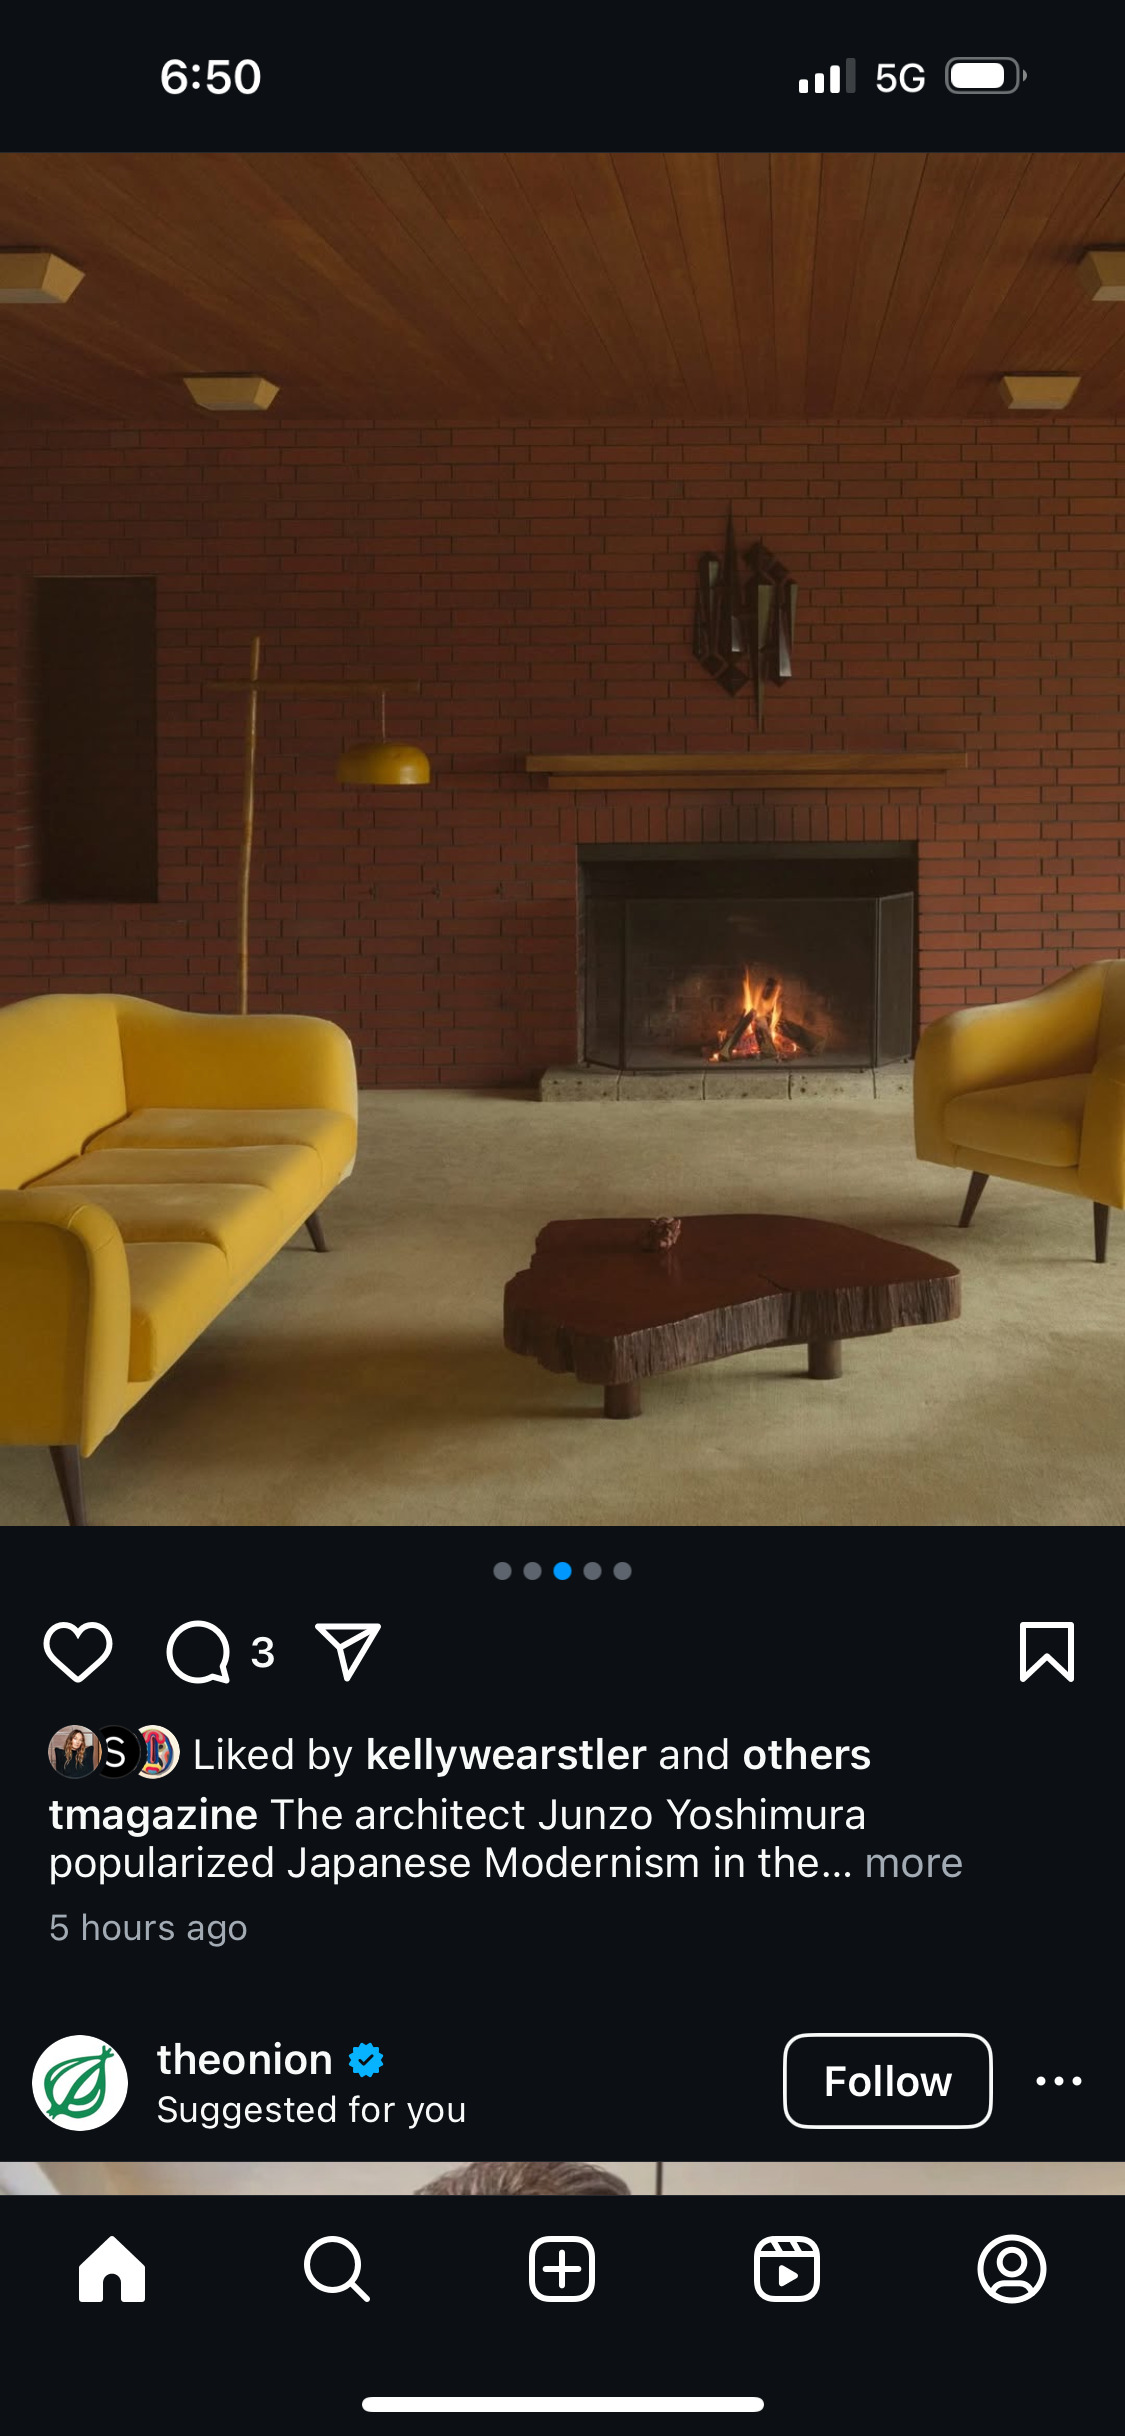 6:50
5G
3
S
Liked by kellywearstler and others
tmagazine The architect Junzo Yoshimura
popularized Japanese Modernism in the... more
5 hours ago
theonion
Suggested for you
Follow